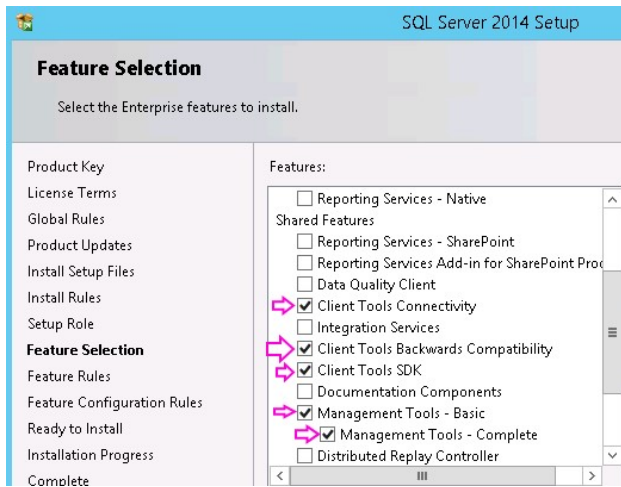 SQL Server 2014 Setup
Feature Selection
Select the Enterprise features to install.
Product Key
License Terms
Global Rules
Product Updates
Install Setup Files
Install Rules
Setup Role
Feature Selection
Feature Rules
Feature Configuration Rules
Ready to Install
Installation Progress
Complete
Features:
Reporting Services - Native
Shared Features
Reporting Services - SharePoint
Reporting Services Add-in for SharePoint Proc
Data Quality Client
Client Tools Connectivity
Integration Services
Client Tools Backwards Compatibility
Client Tools SDK
Documentation Components
Management Tools - Basic
Management Tools - Complete
Distributed Replay Controller